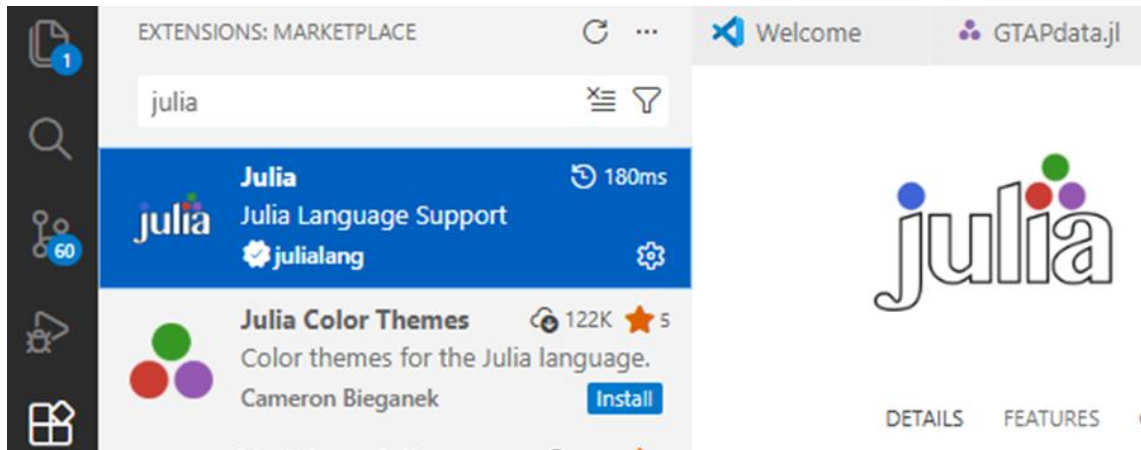 EXTENSIONS: MARKETPLACE
Welcome
GTAPdata.jl
1
julia
60
Julia
180ms
julia
Julia Language Support
julialang
Julia Color Themes
122K
5
Color themes for the Julia language.
Cameron Bieganek
Install
julia
DETAILS
FEATURES